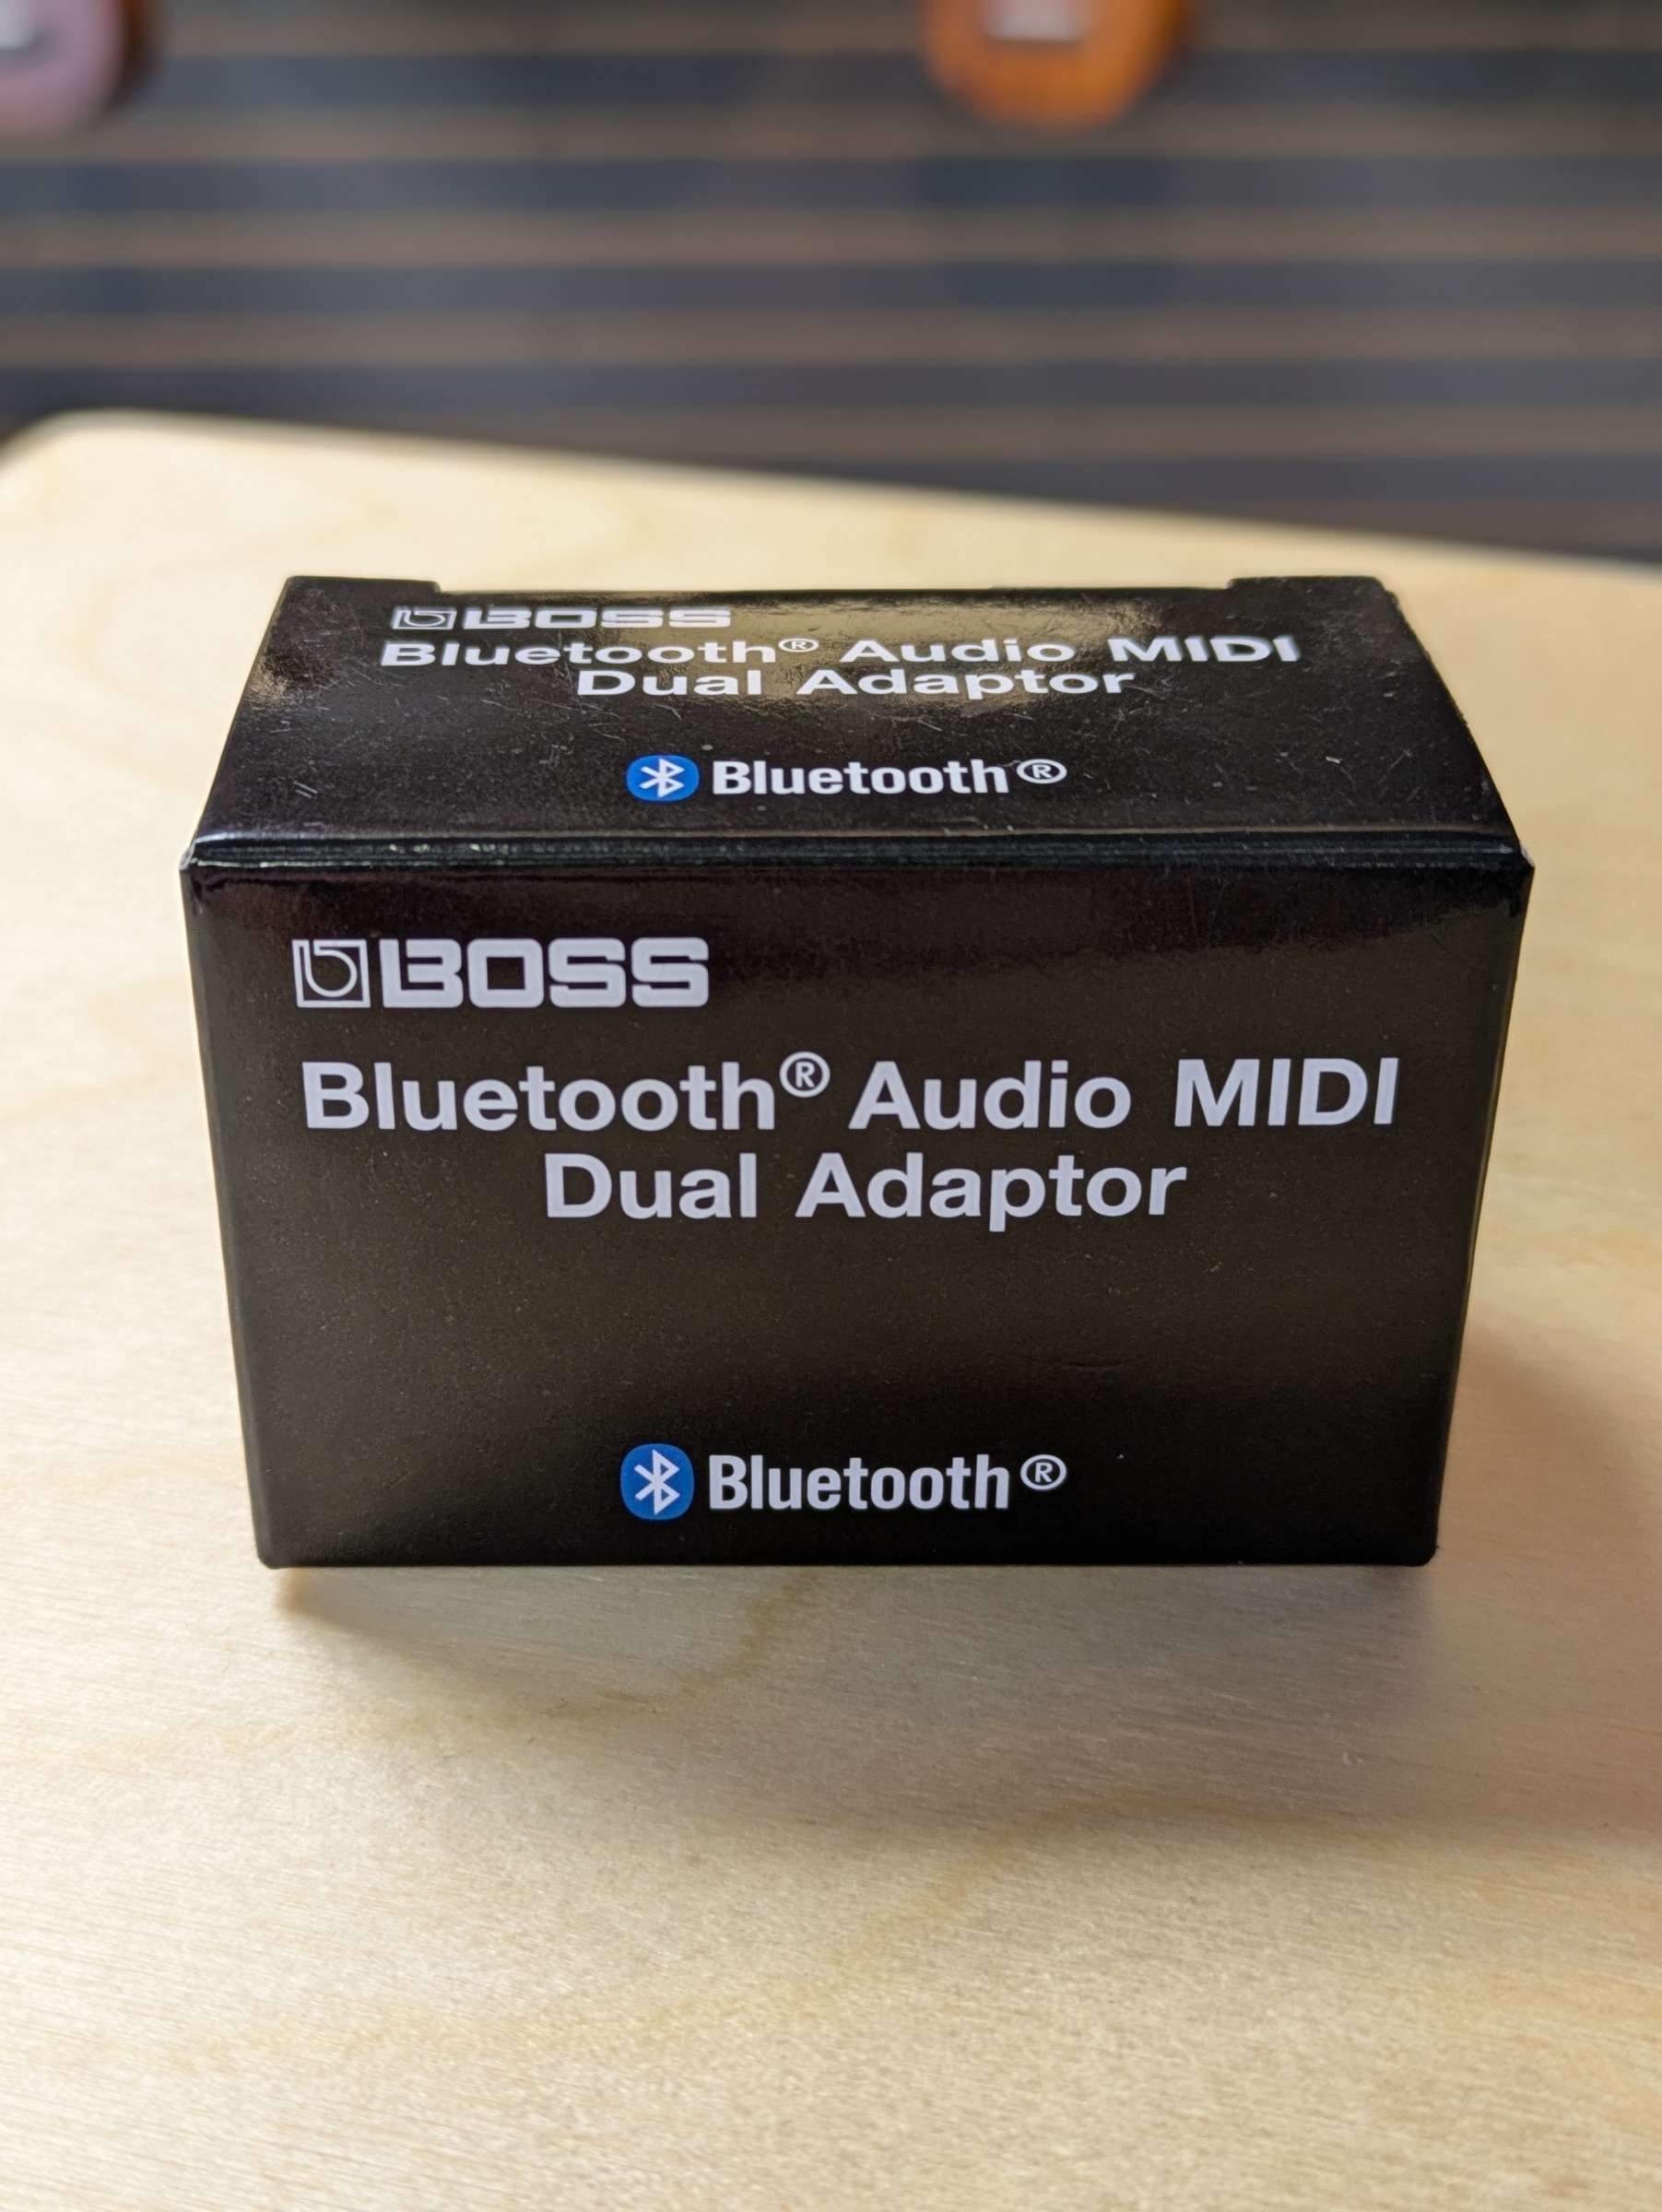 BOSS
Bluetooth® Audio MIDI
Dual Adaptor
Bluetooth®
BOSS
Bluetooth® Audio MIDI
Dual Adaptor
Bluetooth®